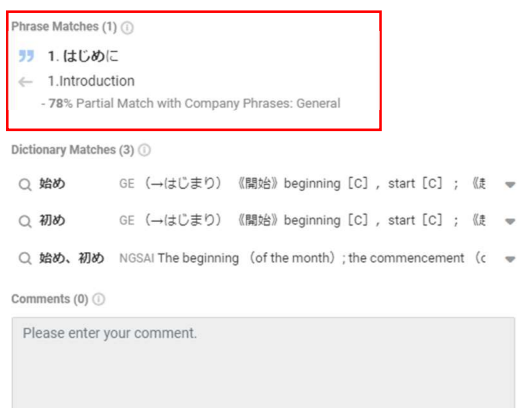 Phrase Matches (1)
1. はじめに
1.Introduction
- 78% Partial Match with Company Phrases: General
Dictionary Matches (3)
始め GE（→はじまり）《開始》beginning［C］, start［C］；《
初め GE（→はじまり）《開始》beginning［C］, start［C］；《
始め、初め NGSAI The beginning（of the month）; the commencement（
Comments (0)
Please enter your comment.